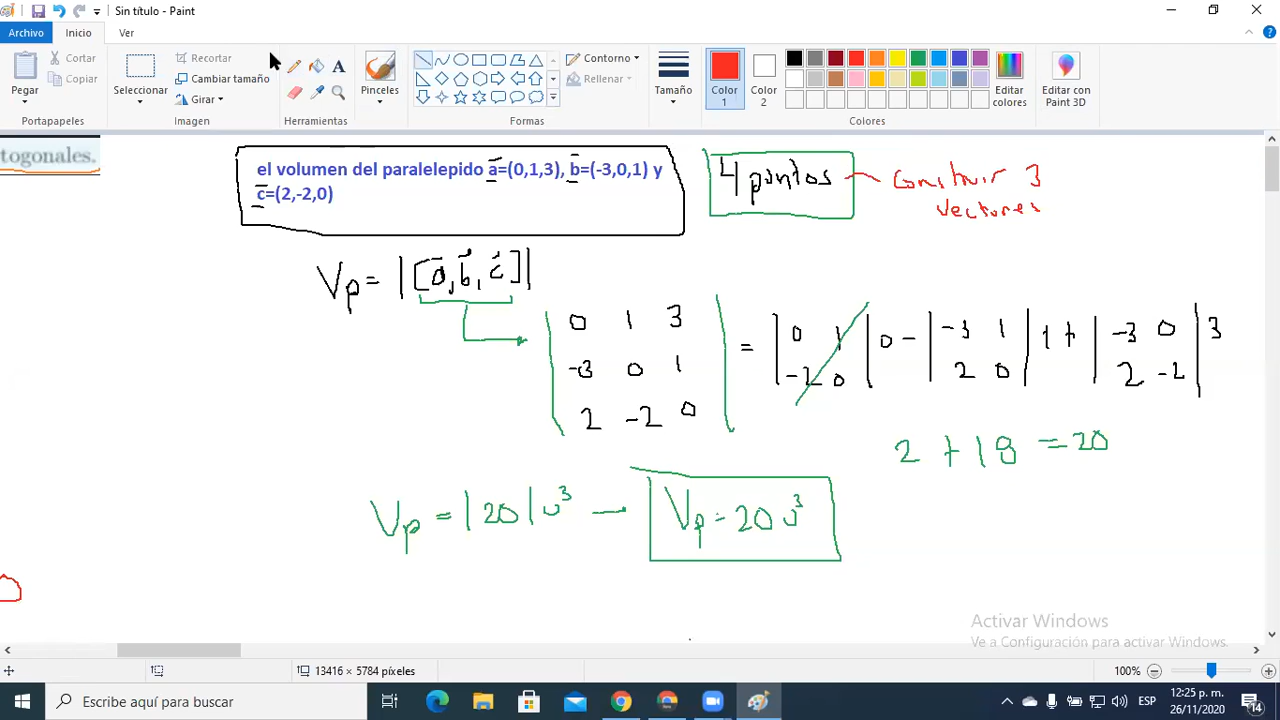 Sin título - Paint
Archivo Inicio Ver
Pegar
Cortar
Copiar
Portapapeles
Seleccionar
Recortar
Cambiar tamaño
Girar
Imagen
Herramientas
Pinceles
Contorno
Rellenar
Formas
Tamaño
Color 1
Color 2
Colores
Editar colores
Editar con Paint 3D
togonales.
el volumen del paralelepido a=(0,1,3), b=(-3,0,1) y
c=(2,-2,0)
4 puntos
Construir 3
vectores
Vp = |[a, b, c]|
0 1 3
-3 0 1
2 -2 0
= |0 1| 0 - |-3 1| 1 + |-3 0| 3
|-2 0| |2 0| |2 -2|
2 + 18 = 20
Vp = |20| u³ → Vp = 20 u³
Activar Windows
Ve a Configuración para activar Windows.
13416 × 5784 píxeles
100%
Escribe aquí para buscar
ESP
12:25 p. m.
26/11/2020
14